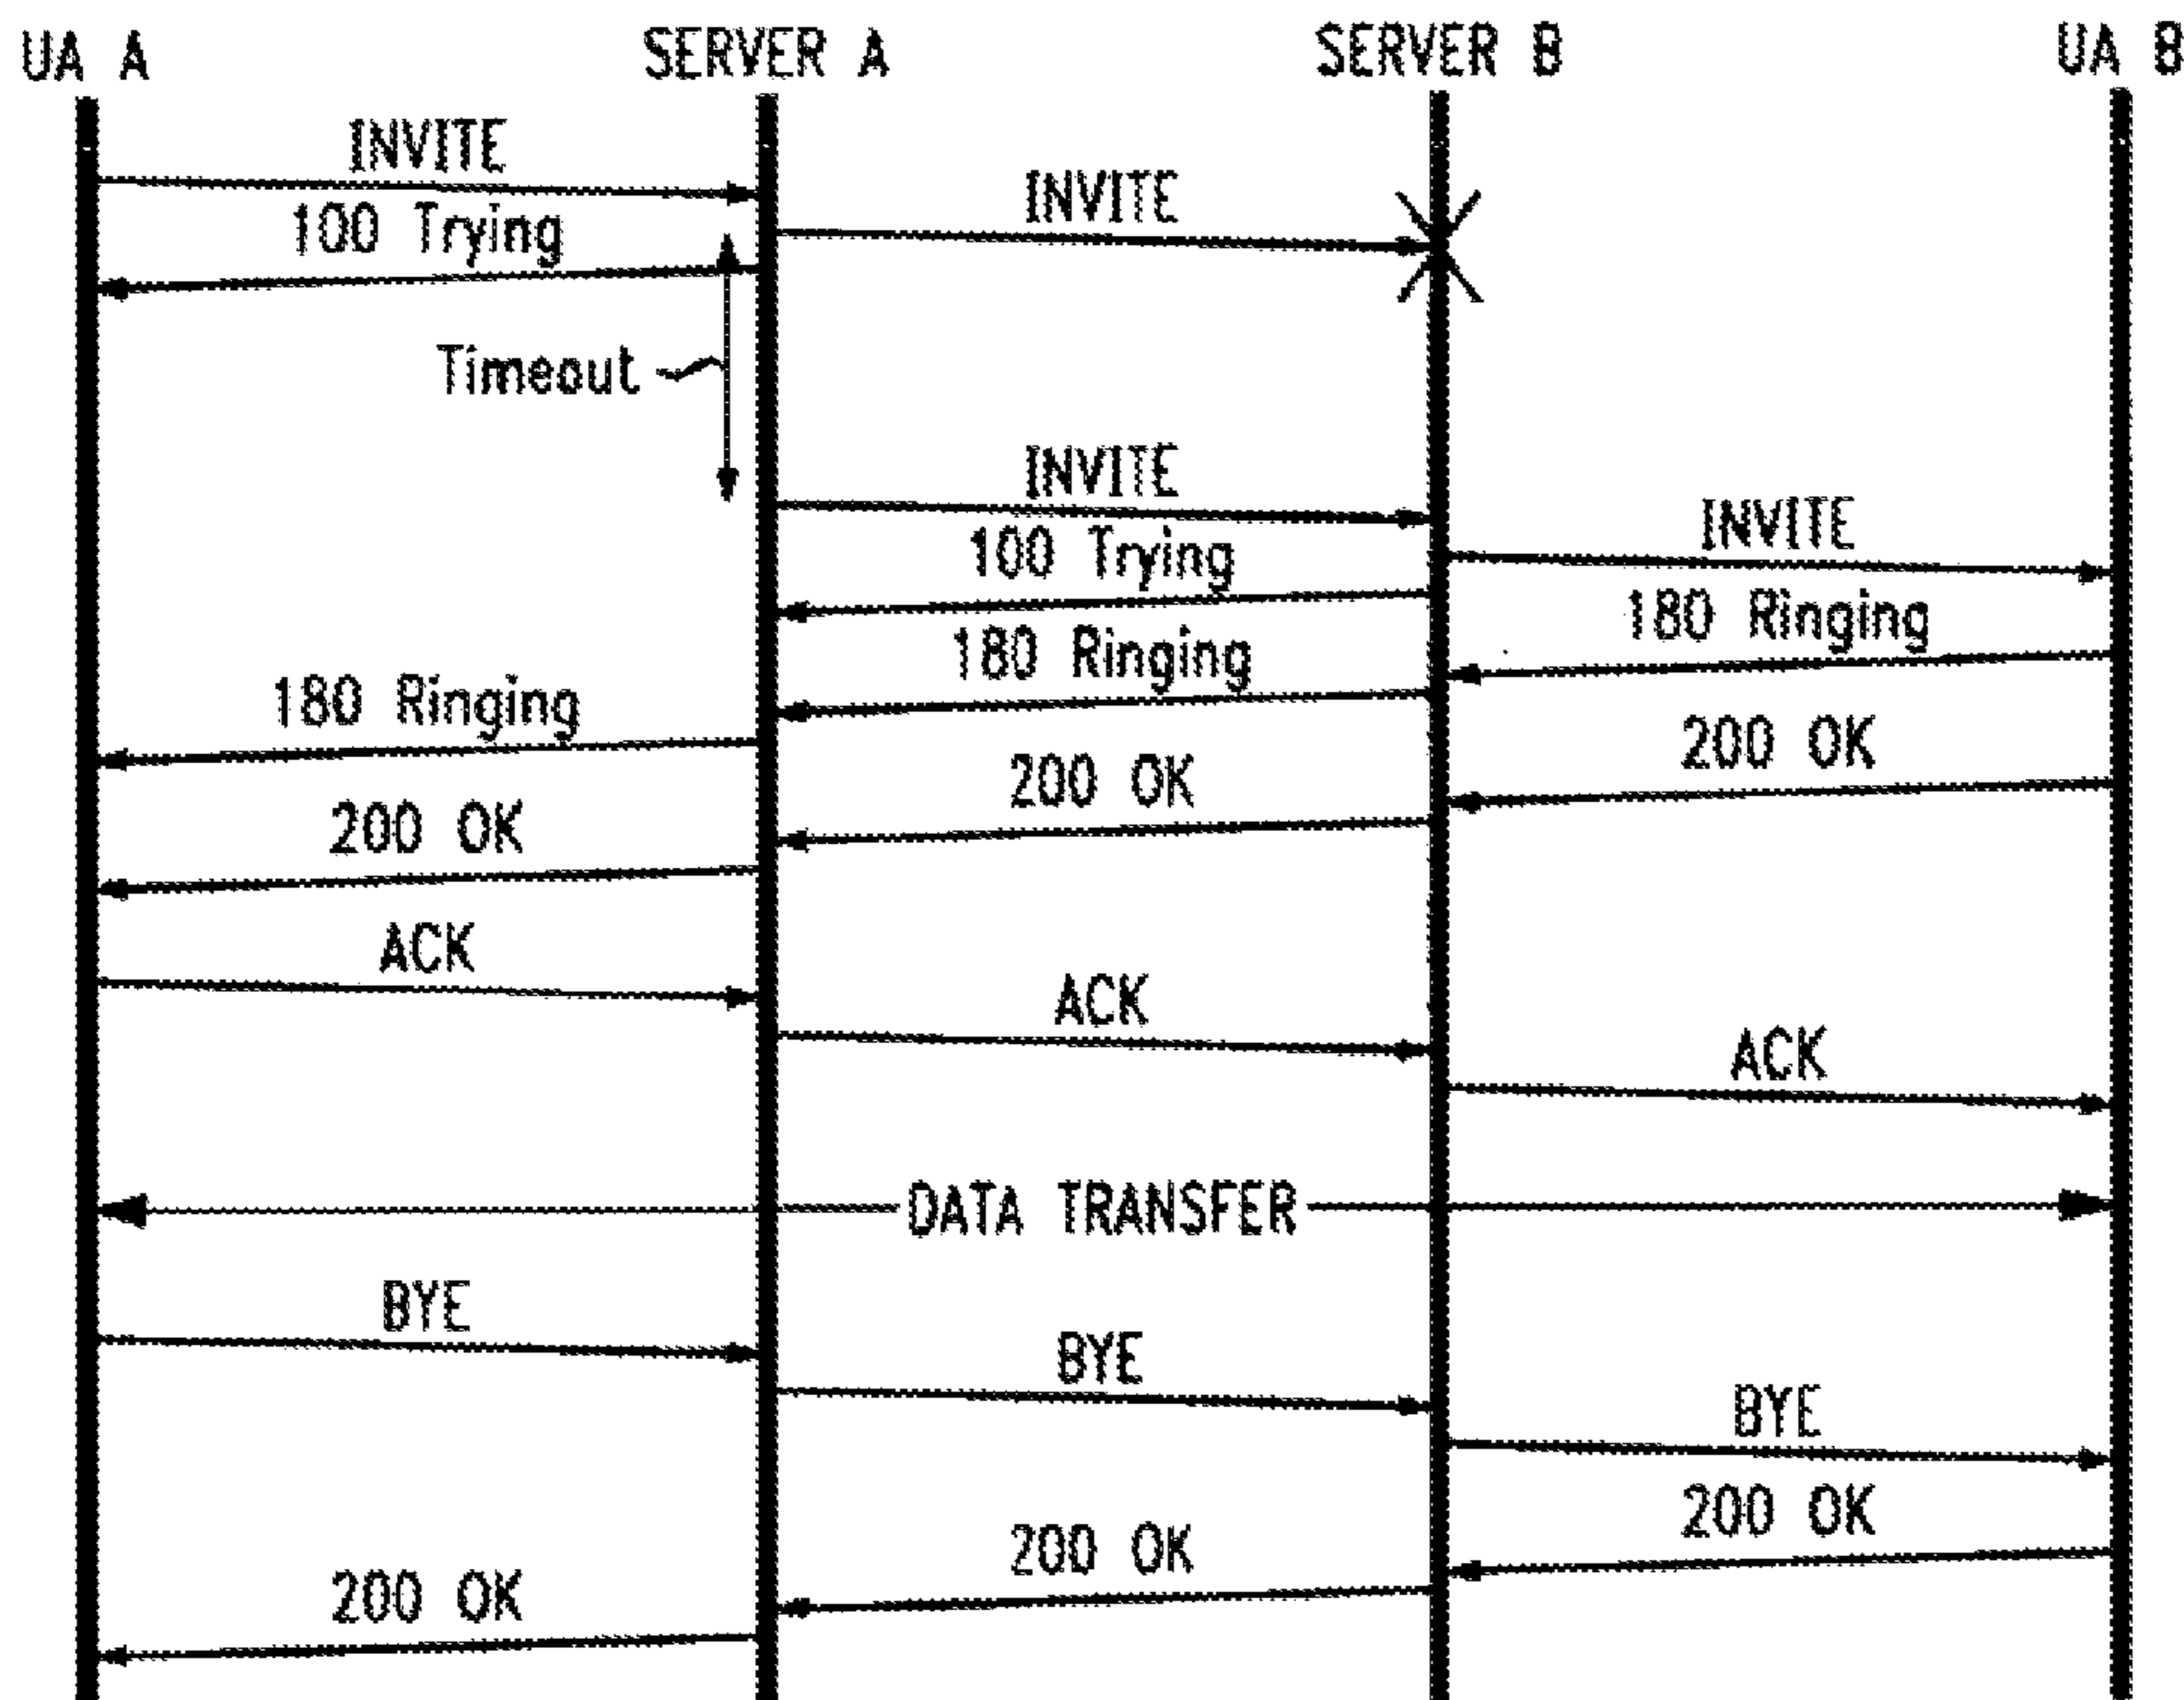 UA A
SERVER A
SERVER B
UA B
INVITE
INVITE
100 Trying
Timeout
INVITE
INVITE
100 Trying
180 Ringing
180 Ringing
180 Ringing
200 OK
200 OK
200 OK
ACK
ACK
ACK
DATA TRANSFER
BYE
BYE
BYE
200 OK
200 OK
200 OK